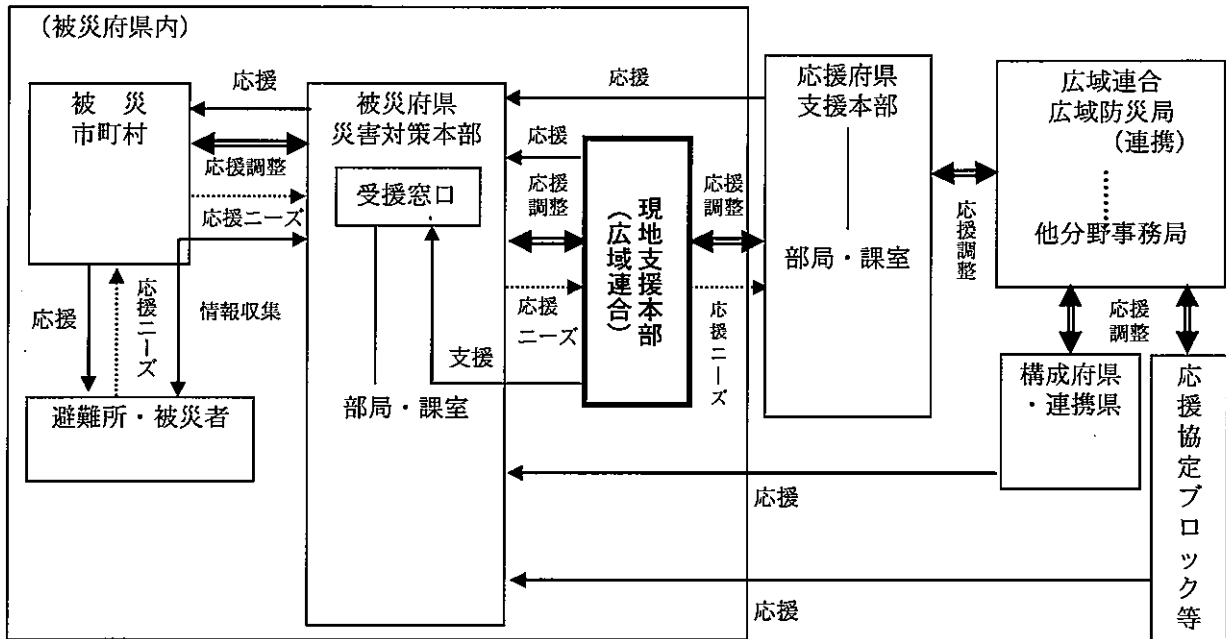 (被災府県内)
被 災
市町村
応援
応援調整
応援ニーズ
情報収集
応援
応援ニーズ
避難所・被災者
被災府県
災害対策本部
受援窓口
部局・課室
応援
応援
応援
調整
応援
ニーズ
支援
現地支援本部
(広域連合)
応援
調整
応援ニーズ
応援府県
支援本部
部局・課室
応援調整
広域連合
広域防災局
(連携)
他分野事務局
応援
調整
構成府県
・連携県
応援協定ブロック等
応援
応援